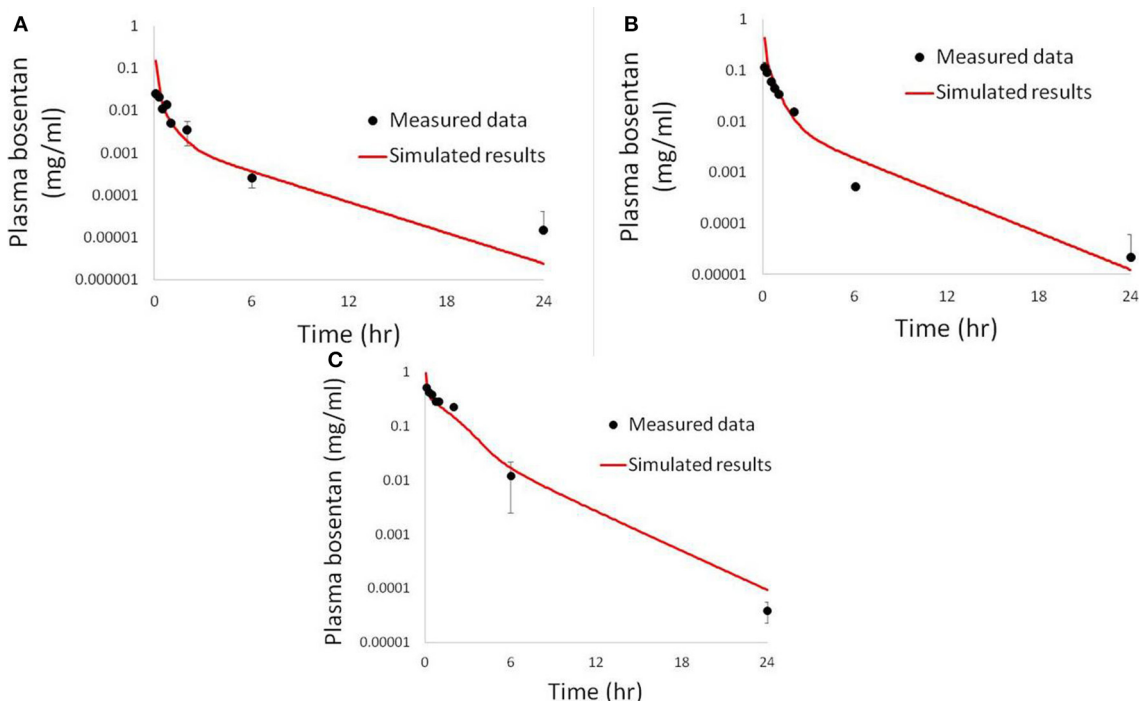 A
Plasma bosentan
(mg/ml)
1
0.1
0.01
0.001
0.0001
0.00001
0.000001
0
6
12
18
24
Time (hr)
Measured data
Simulated results
B
Plasma bosentan
(mg/ml)
1
0.1
0.01
0.001
0.0001
0.00001
0
6
12
18
24
Time (hr)
Measured data
Simulated results
C
Plasma bosentan (mg/ml)
1
0.1
0.01
0.001
0.0001
0.00001
0
6
12
18
24
Time (hr)
Measured data
Simulated results